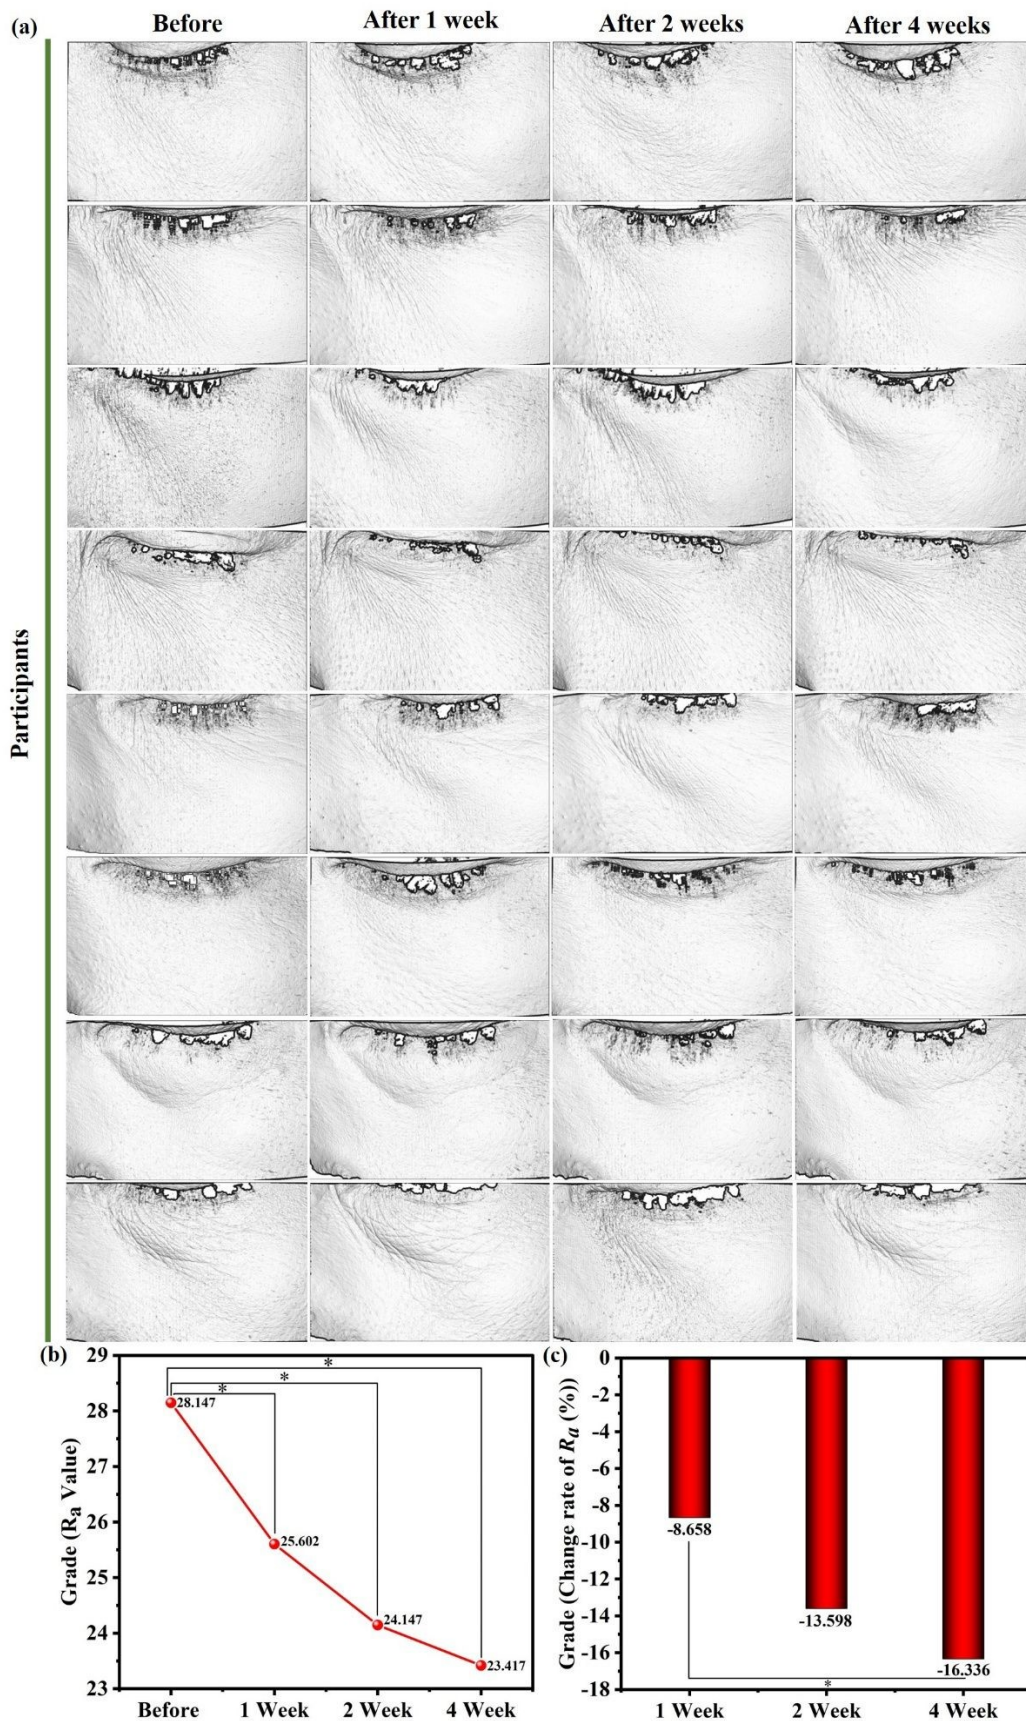 (a)
Before
After 1 week
After 2 weeks
After 4 weeks
Participants
(b)
29
28
27
26
25
24
23
Grade (Ra Value)
*
*
*
28.147
25.602
24.147
23.417
Before
1 Week
2 Week
4 Week
(c)
0
-2
-4
-6
-8
-10
-12
-14
-16
-18
Grade (Change rate of Ra (%))
-8.658
-13.598
-16.336
*
1 Week
2 Week
4 Week